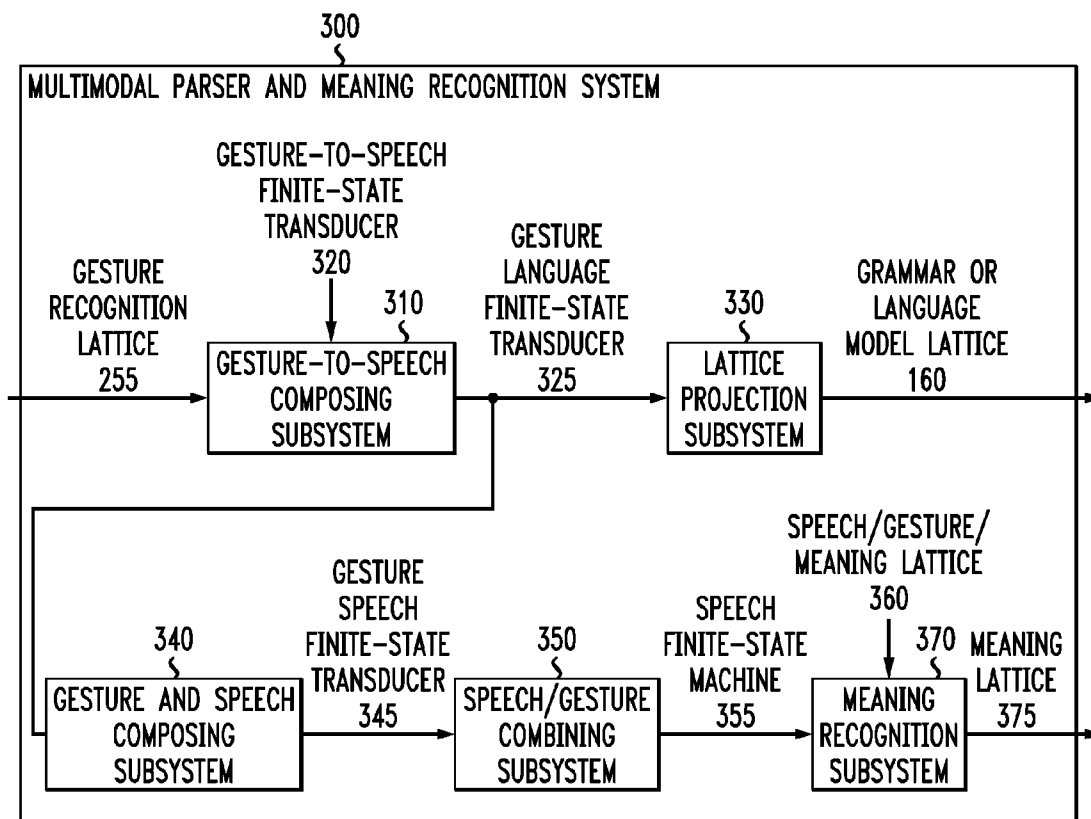 300
MULTIMODAL PARSER AND MEANING RECOGNITION SYSTEM
GESTURE-TO-SPEECH
FINITE-STATE
TRANSDUCER
320
GESTURE
RECOGNITION
LATTICE
255
310
GESTURE-TO-SPEECH
COMPOSING
SUBSYSTEM
GESTURE
LANGUAGE
FINITE-STATE
TRANSDUCER
325
330
LATTICE
PROJECTION
SUBSYSTEM
GRAMMAR OR
LANGUAGE
MODEL LATTICE
160
340
GESTURE AND SPEECH
COMPOSING
SUBSYSTEM
GESTURE
SPEECH
FINITE-STATE
TRANSDUCER
345
350
SPEECH/GESTURE
COMBINING
SUBSYSTEM
SPEECH
FINITE-STATE
MACHINE
355
SPEECH/GESTURE/
MEANING LATTICE
360
370
MEANING
RECOGNITION
SUBSYSTEM
MEANING
LATTICE
375